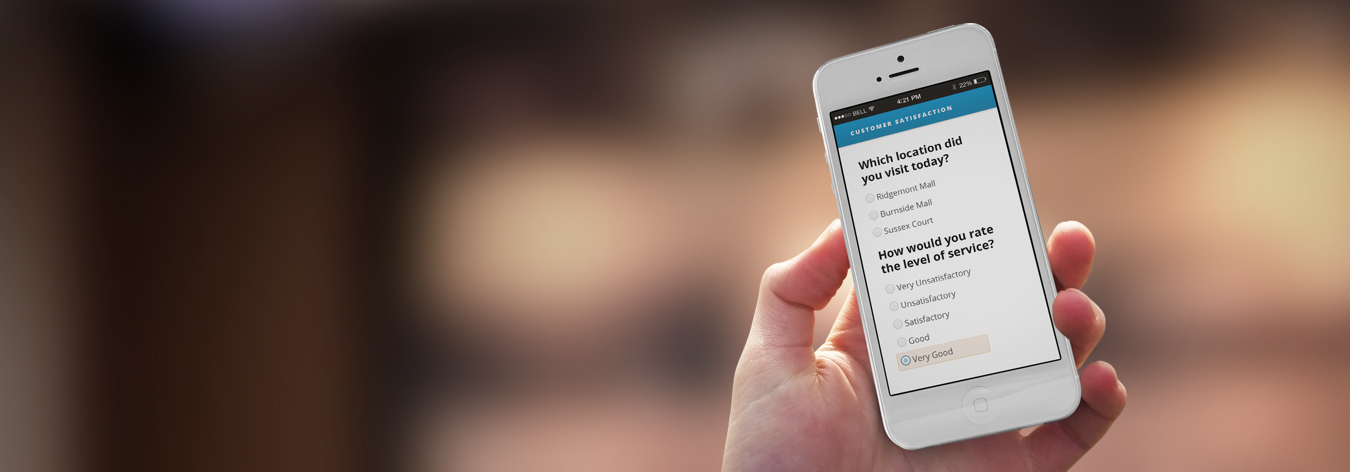 BELL 4:21 PM 22%
CUSTOMER SATISFACTION
Which location did
you visit today?
Ridgemont Mall
Burnside Mall
Sussex Court
How would you rate
the level of service?
Very Unsatisfactory
Unsatisfactory
Satisfactory
Good
Very Good